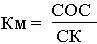 Км = СОС / СК